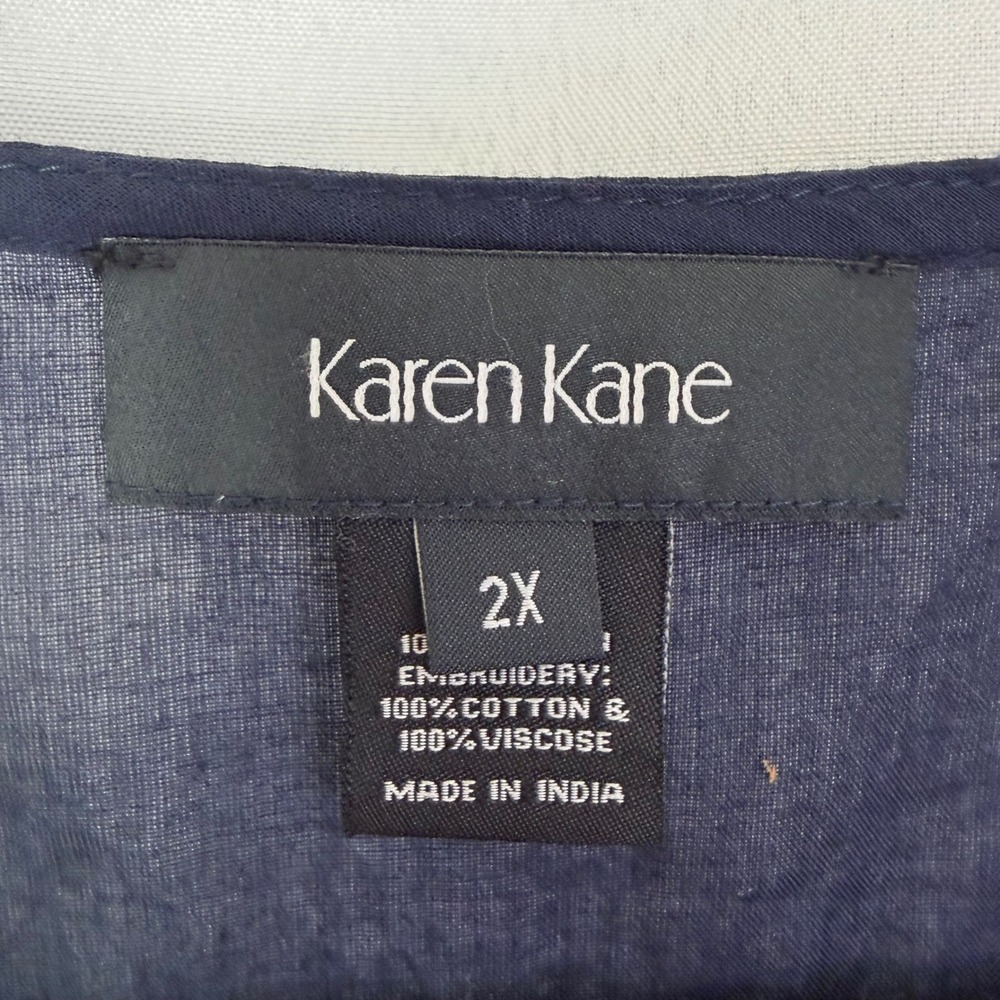 Karen Kane
2X
EMBROIDERY:
100% COTTON &
100% VISCOSE
MADE IN INDIA